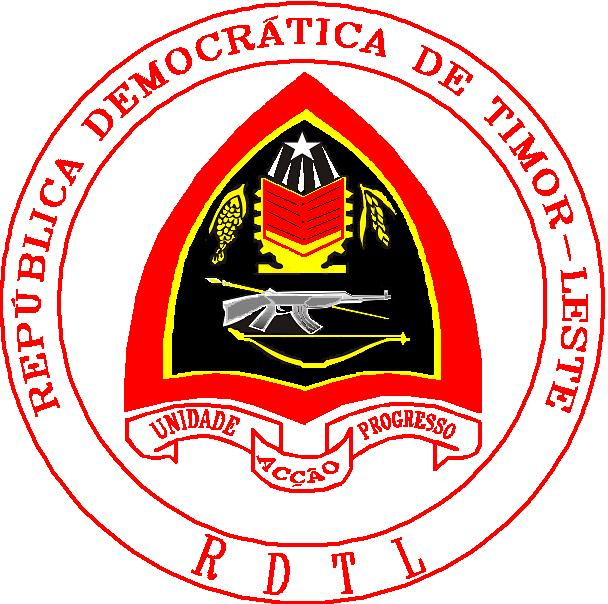 REPÚBLICA DEMOCRÁTICA DE TIMOR-LESTE
UNIDADE
ACÇÃO
PROGRESSO
RDTL